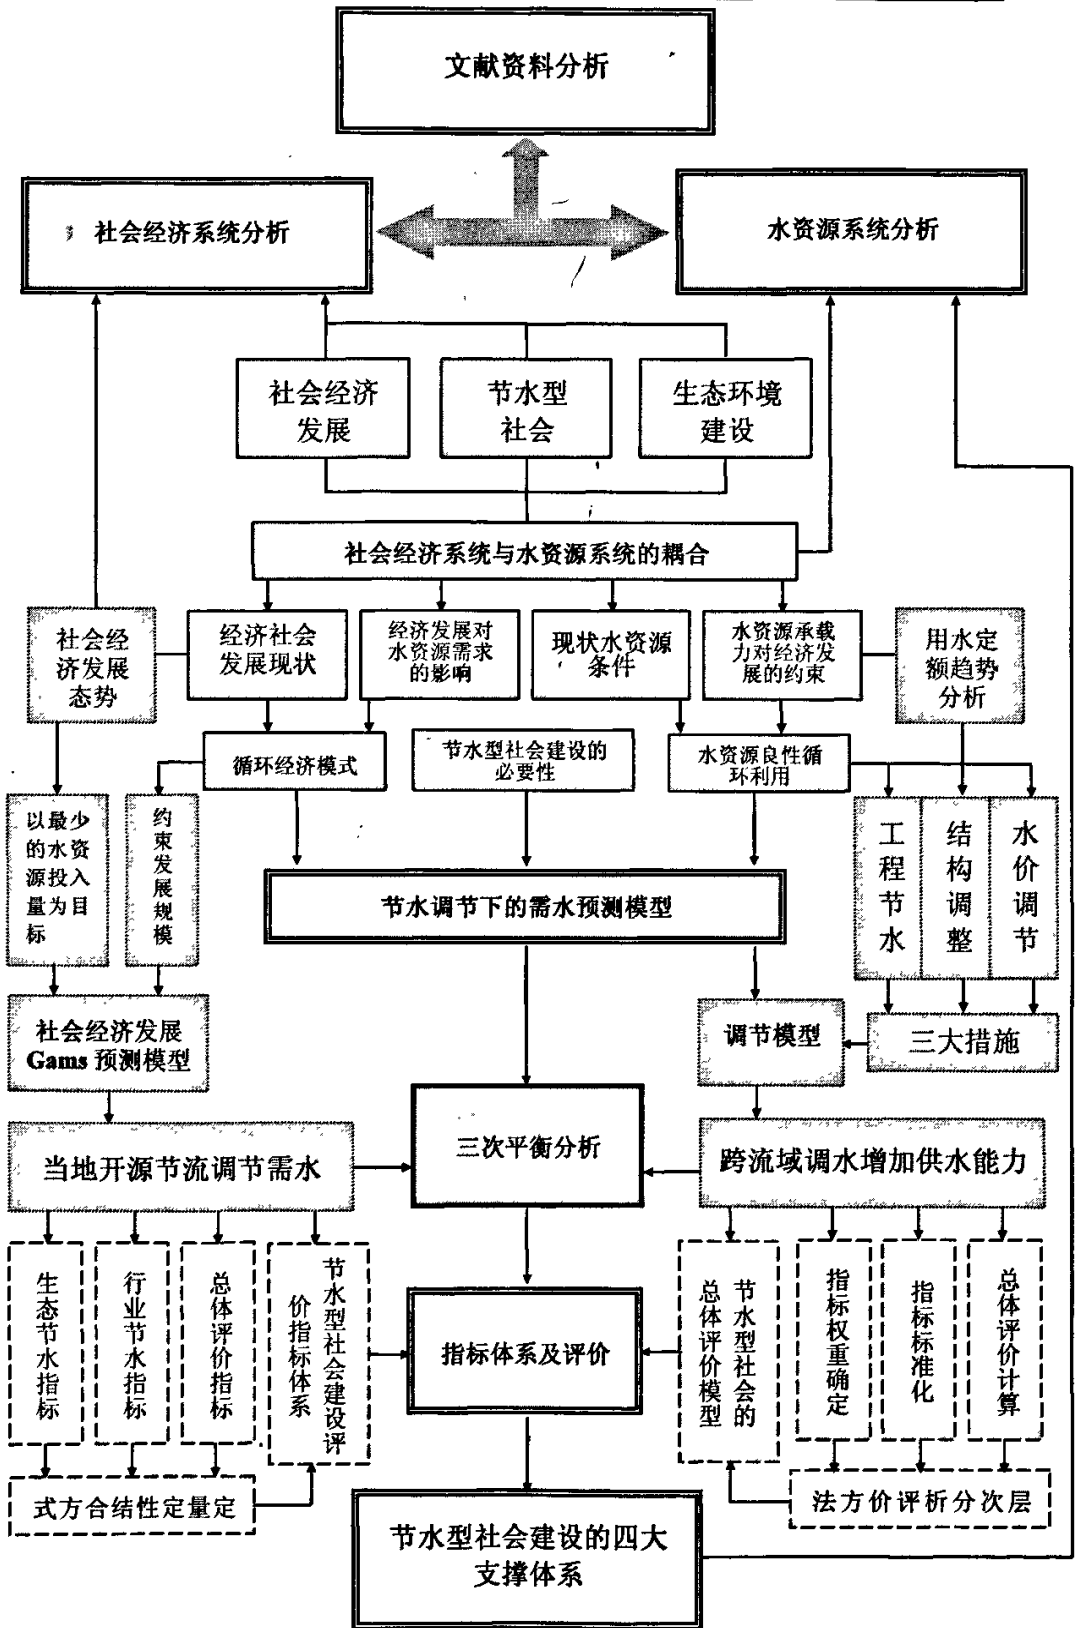 文献资料分析
社会经济系统分析
水资源系统分析
社会经济
发展
节水型
社会
生态环境
建设
社会经济系统与水资源系统的耦合
社会经
济发展
态势
经济社会
发展现状
经济发展对
水资源需求
的影响
现状水资源
条件
水资源承载
力对经济发
展的约束
用水定
额趋势
分析
循环经济模式
节水型社会建设的
必要性
水资源良性循
环利用
以最少
的水资
源投入
量为目
标
约束发展规模
工程节水
结构调整
水价调节
节水调节下的需水预测模型
社会经济发展
Gams 预测模型
调节模型
三大措施
三次平衡分析
当地开源节流调节需水
跨流域调水增加供水能力
生态节水指标
行业节水指标
总体评价指标
节水型社会建设评
价指标体系
指标体系及评价
节水型社会的
总体评价模型
指标权重确定
指标标准化
总体评价计算
式方合结性定量定
法方价评析分次层
节水型社会建设的四大
支撑体系